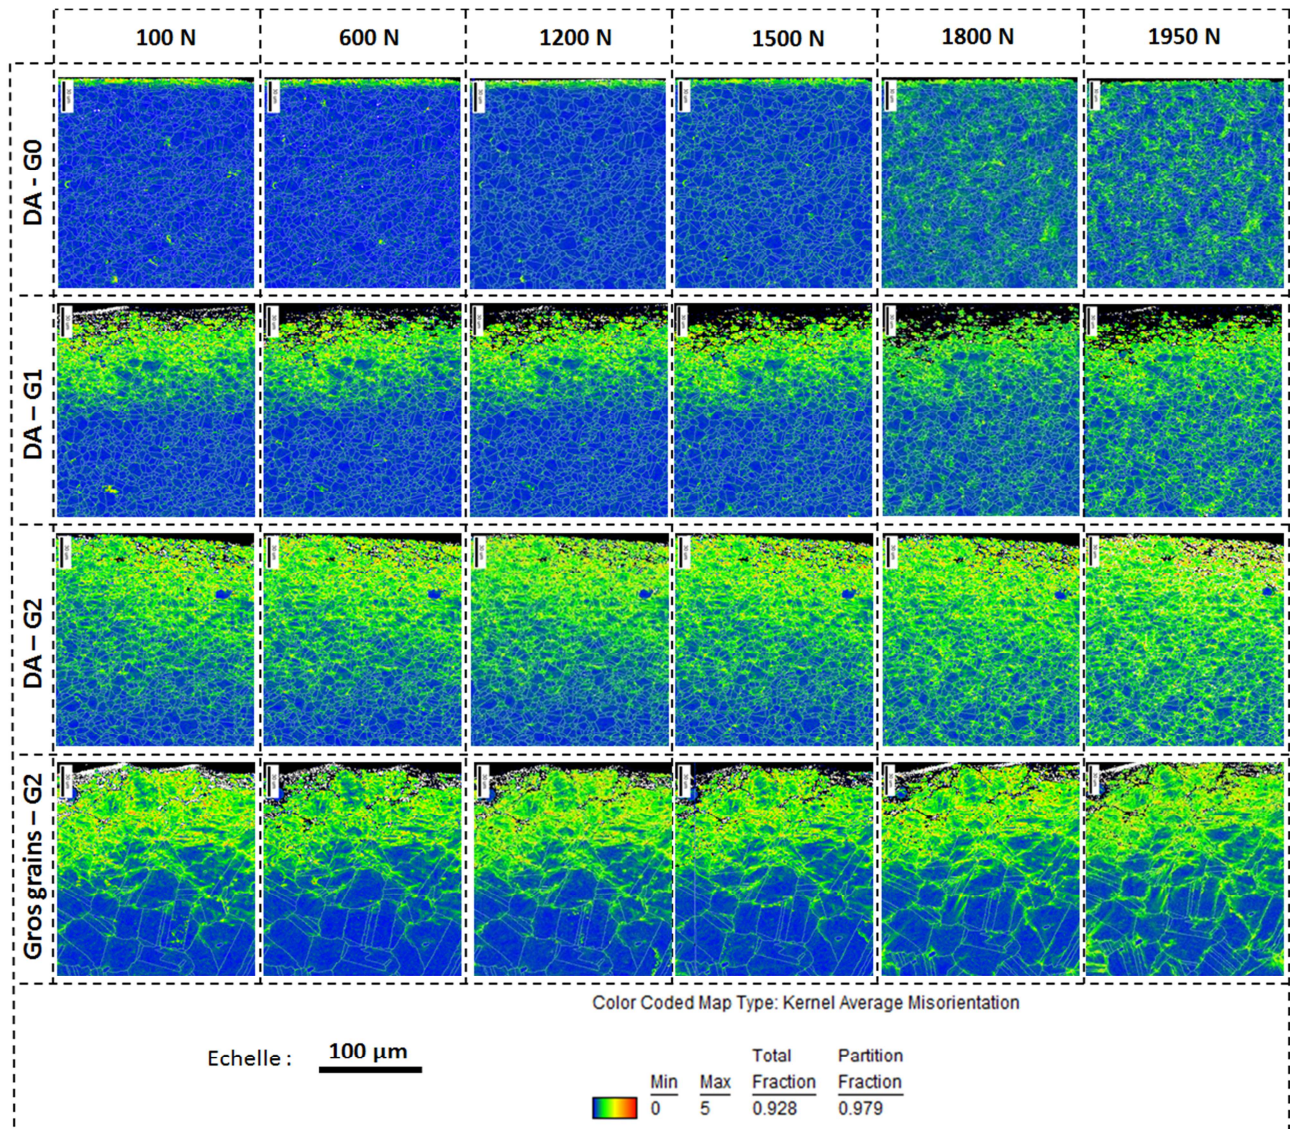 100 N 600 N 1200 N 1500 N 1800 N 1950 N
DA - G0
DA – G1
DA – G2
Gros grains – G2
Color Coded Map Type: Kernel Average Misorientation
Echelle : 100 µm
Total Partition
Min Max Fraction Fraction
0 5 0.928 0.979